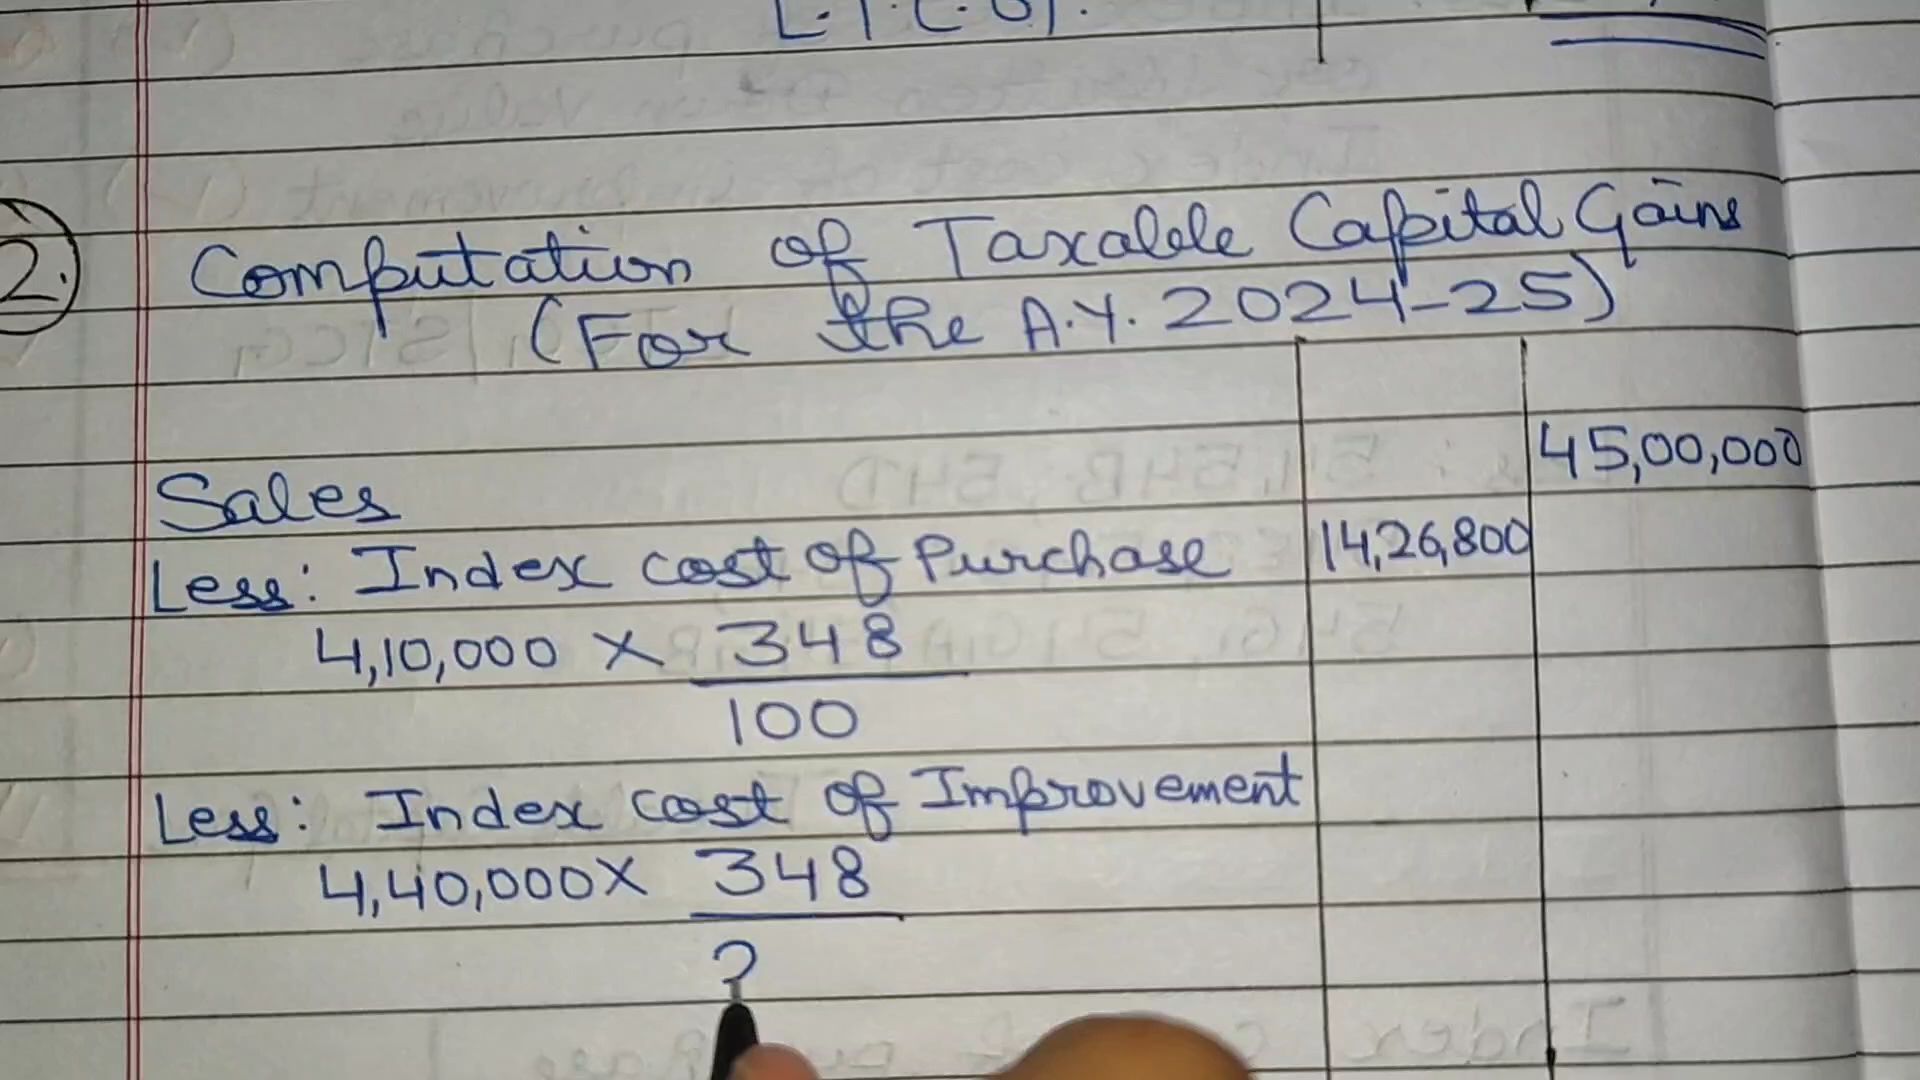 L.T.C.G.
2. Computation of Taxable Capital Gains
(For the A.Y. 2024-25)
Sales 45,00,000
Less: Index cost of Purchase 14,26,800
4,10,000 X 348
100
Less: Index cost of Improvement
4,40,000 X 348
?